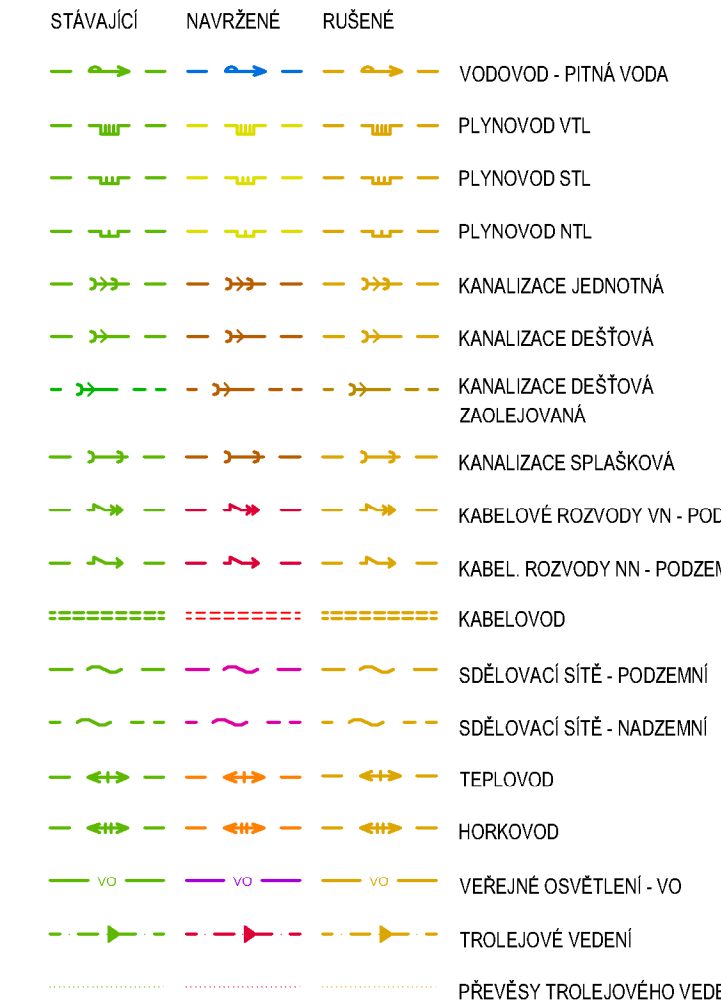 STÁVAJÍCÍ NAVRŽENÉ RUŠENÉ
VODOVOD - PITNÁ VODA
PLYNOVOD VTL
PLYNOVOD STL
PLYNOVOD NTL
KANALIZACE JEDNOTNÁ
KANALIZACE DEŠŤOVÁ
KANALIZACE DEŠŤOVÁ
ZAOLEJOVANÁ
KANALIZACE SPLAŠKOVÁ
KABELOVÉ ROZVODY VN - POD
KABEL. ROZVODY NN - PODZEM
KABELOVOD
SDĚLOVACÍ SÍTĚ - PODZEMNÍ
SDĚLOVACÍ SÍTĚ - NADZEMNÍ
TEPLOVOD
HORKOVOD
VO VO VO VEŘEJNÉ OSVĚTLENÍ - VO
TROLEJOVÉ VEDENÍ
PŘEVĚSY TROLEJOVÉHO VEDE